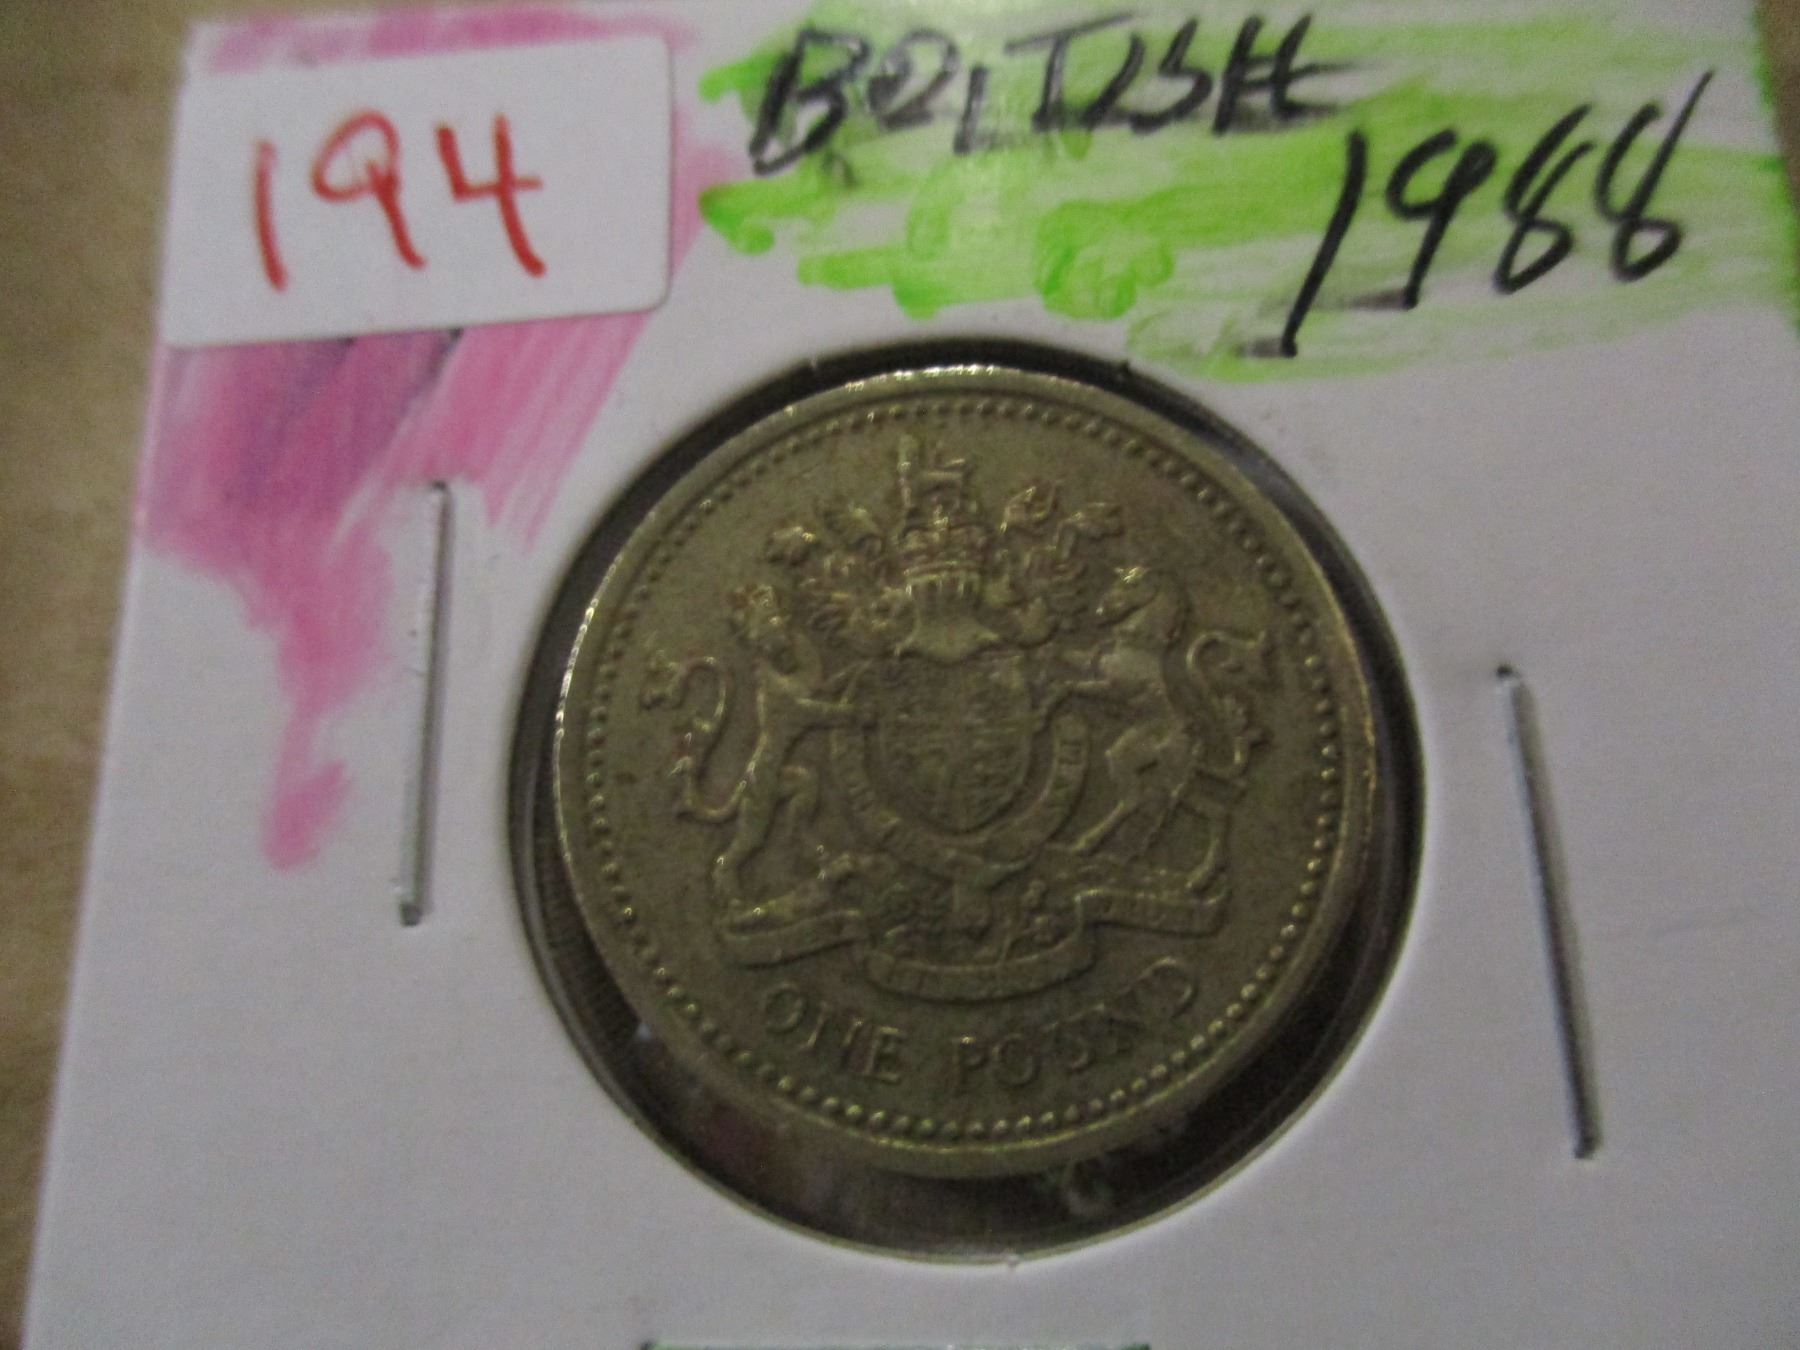 194
BRITISH
1988
ONE POUND